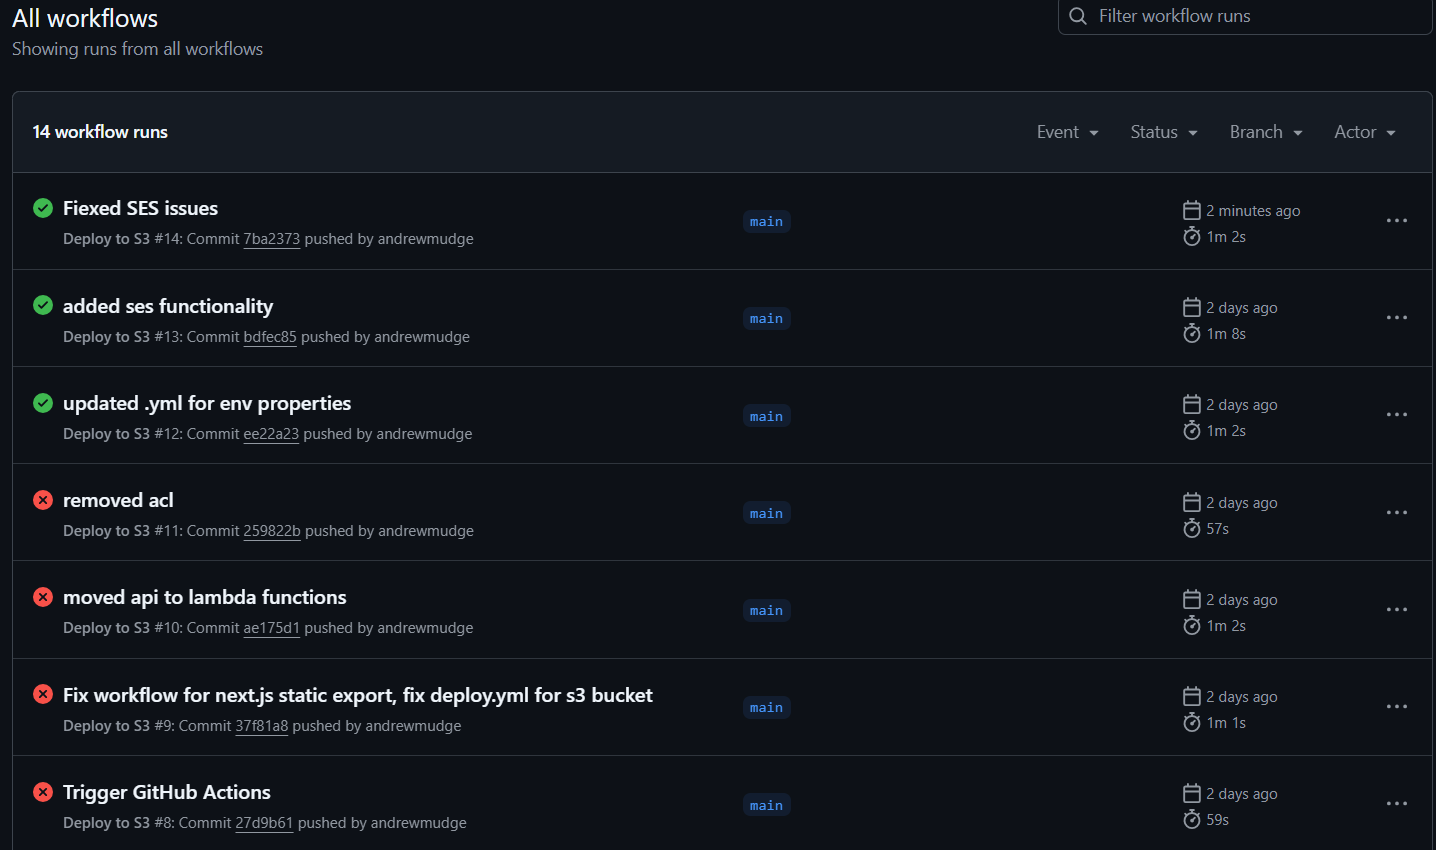 All workflows
Filter workflow runs
Showing runs from all workflows
14 workflow runs
Event
Status
Branch
Actor
Fiexed SES issues
Deploy to S3 #14: Commit 7ba2373 pushed by andrewmudge
main
2 minutes ago
1m 2s
added ses functionality
Deploy to S3 #13: Commit bdfec85 pushed by andrewmudge
main
2 days ago
1m 8s
updated .yml for env properties
Deploy to S3 #12: Commit ee22a23 pushed by andrewmudge
main
2 days ago
1m 2s
removed acl
Deploy to S3 #11: Commit 259822b pushed by andrewmudge
main
2 days ago
57s
moved api to lambda functions
Deploy to S3 #10: Commit ae175d1 pushed by andrewmudge
main
2 days ago
1m 2s
Fix workflow for next.js static export, fix deploy.yml for s3 bucket
Deploy to S3 #9: Commit 37f81a8 pushed by andrewmudge
main
2 days ago
1m 1s
Trigger GitHub Actions
Deploy to S3 #8: Commit 27d9b61 pushed by andrewmudge
main
2 days ago
59s